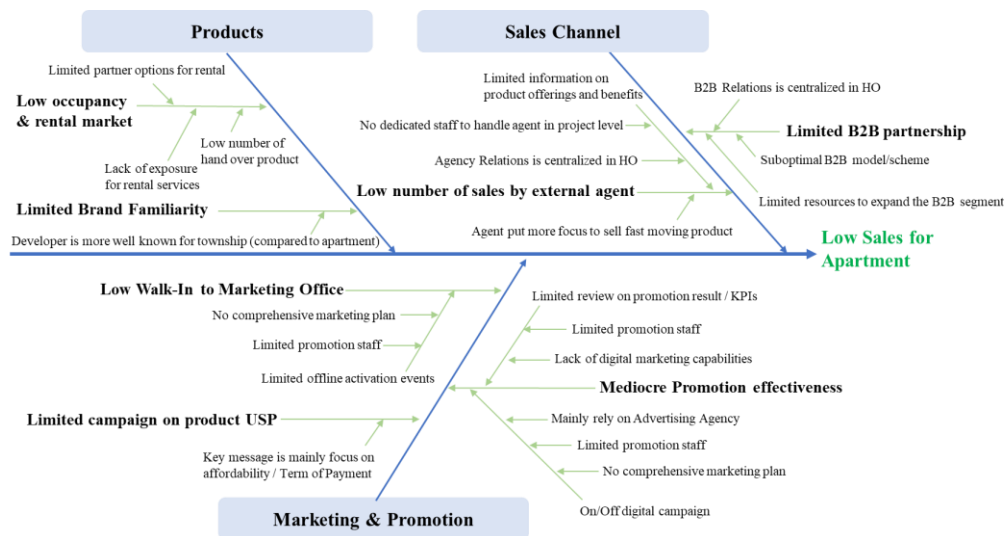 Products
Sales Channel
Limited partner options for rental
Low occupancy
& rental market
Low number of
hand over product
Lack of exposure
for rental services
Limited Brand Familiarity
Developer is more well known for township (compared to apartment)
Limited information on
product offerings and benefits
No dedicated staff to handle agent in project level
Agency Relations is centralized in HO
Low number of sales by external agent
Agent put more focus to sell fast moving product
B2B Relations is centralized in HO
Limited B2B partnership
Suboptimal B2B model/scheme
Limited resources to expand the B2B segment
Low Sales for
Apartment
Low Walk-In to Marketing Office
No comprehensive marketing plan
Limited promotion staff
Limited offline activation events
Limited campaign on product USP
Key message is mainly focus on
affordability / Term of Payment
Limited review on promotion result / KPIs
Limited promotion staff
Lack of digital marketing capabilities
Mediocre Promotion effectiveness
Mainly rely on Advertising Agency
Limited promotion staff
No comprehensive marketing plan
On/Off digital campaign
Marketing & Promotion